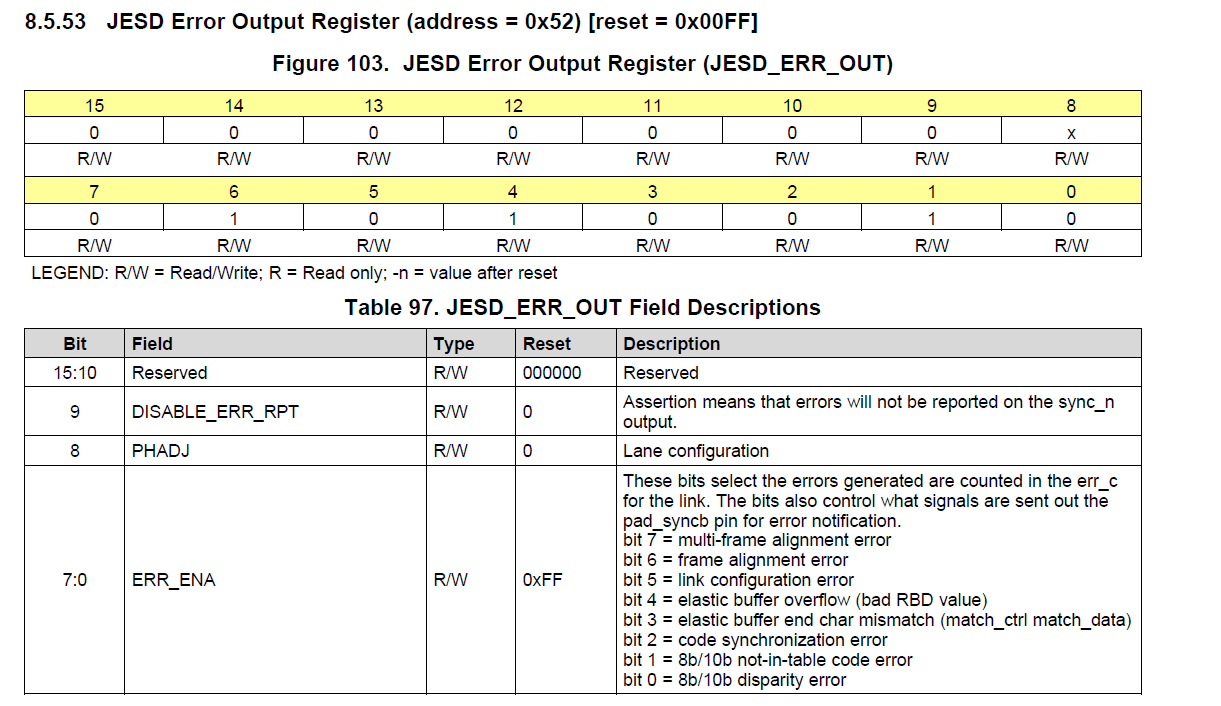 8.5.53 JESD Error Output Register (address = 0x52) [reset = 0x00FF]
Figure 103. JESD Error Output Register (JESD_ERR_OUT)
15 14 13 12 11 10 9 8
0 0 0 0 0 0 0 x
R/W R/W R/W R/W R/W R/W R/W R/W
7 6 5 4 3 2 1 0
0 1 0 1 0 0 1 0
R/W R/W R/W R/W R/W R/W R/W R/W
LEGEND: R/W = Read/Write; R = Read only; -n = value after reset
Table 97. JESD_ERR_OUT Field Descriptions
Bit Field Type Reset Description
15:10 Reserved R/W 000000 Reserved
9 DISABLE_ERR_RPT R/W 0 Assertion means that errors will not be reported on the sync_n
output.
8 PHADJ R/W 0 Lane configuration
7:0 ERR_ENA R/W 0xFF These bits select the errors generated are counted in the err_c
for the link. The bits also control what signals are sent out the
pad_syncb pin for error notification.
bit 7 = multi-frame alignment error
bit 6 = frame alignment error
bit 5 = link configuration error
bit 4 = elastic buffer overflow (bad RBD value)
bit 3 = elastic buffer end char mismatch (match_ctrl match_data)
bit 2 = code synchronization error
bit 1 = 8b/10b not-in-table code error
bit 0 = 8b/10b disparity error